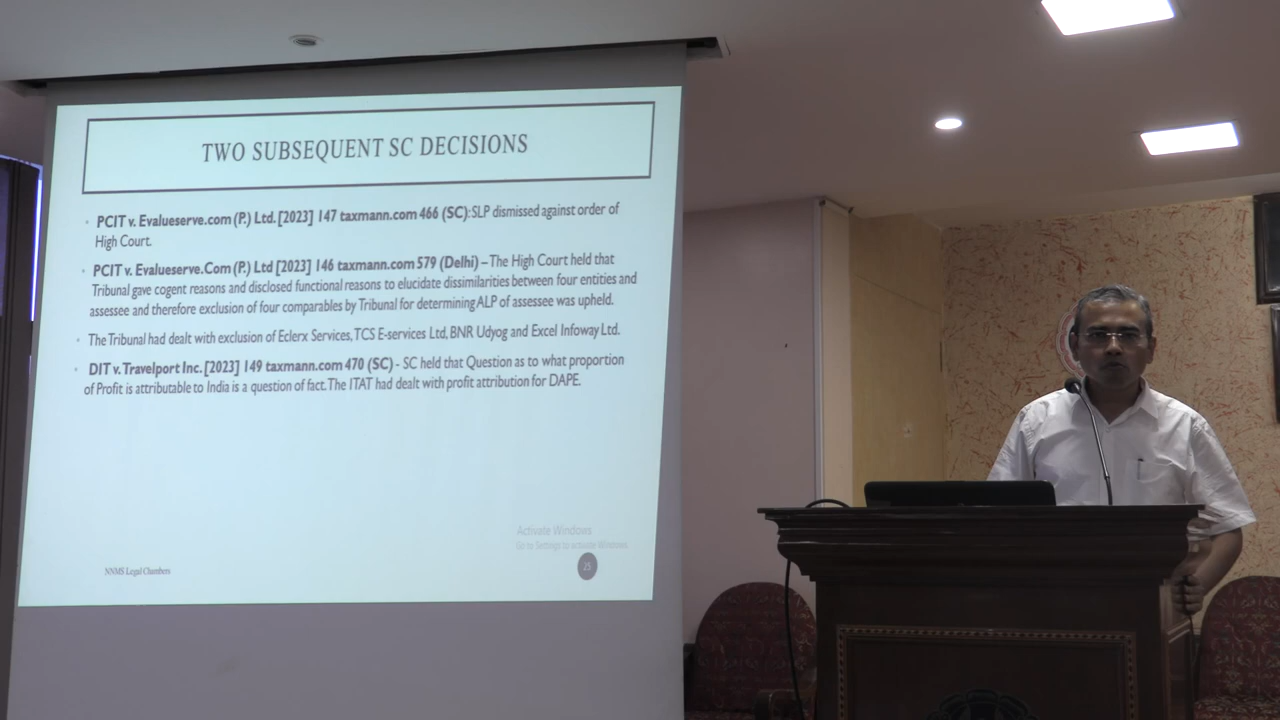 TWO SUBSEQUENT SC DECISIONS
• PCIT v. Evalueserve.com (P.) Ltd. [2023] 147 taxmann.com 466 (SC): SLP dismissed against order of
High Court.
• PCIT v. Evalueserve.Com (P.) Ltd [2023] 146 taxmann.com 579 (Delhi) – The High Court held that
Tribunal gave cogent reasons and disclosed functional reasons to elucidate dissimilarities between four entities and
assessee and therefore exclusion of four comparables by Tribunal for determining ALP of assessee was upheld.
• The Tribunal had dealt with exclusion of Eclerx Services, TCS E-services Ltd, BNR Udyog and Excel Infoway Ltd.
• DIT v. Travelport Inc. [2023] 149 taxmann.com 470 (SC) - SC held that Question as to what proportion
of Profit is attributable to India is a question of fact. The ITAT had dealt with profit attribution for DAPE.
Activate Windows
Go to Settings to activate Windows.
NNMS Legal Chambers
25